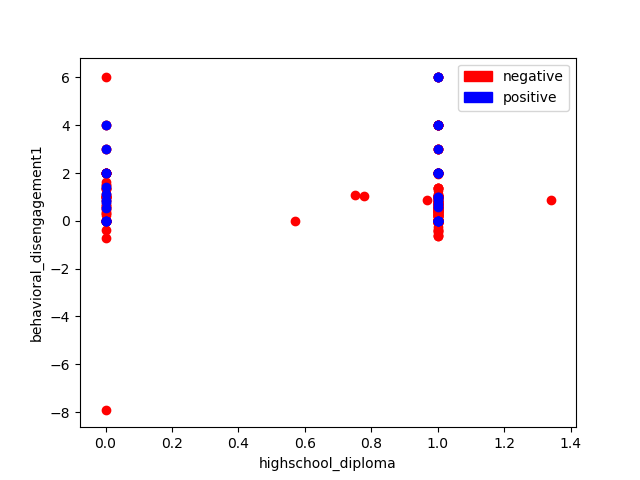 negative
positive
6
4
2
0
−2
−4
−6
−8
behavioral_disengagement1
0.0 0.2 0.4 0.6 0.8 1.0 1.2 1.4
highschool_diploma